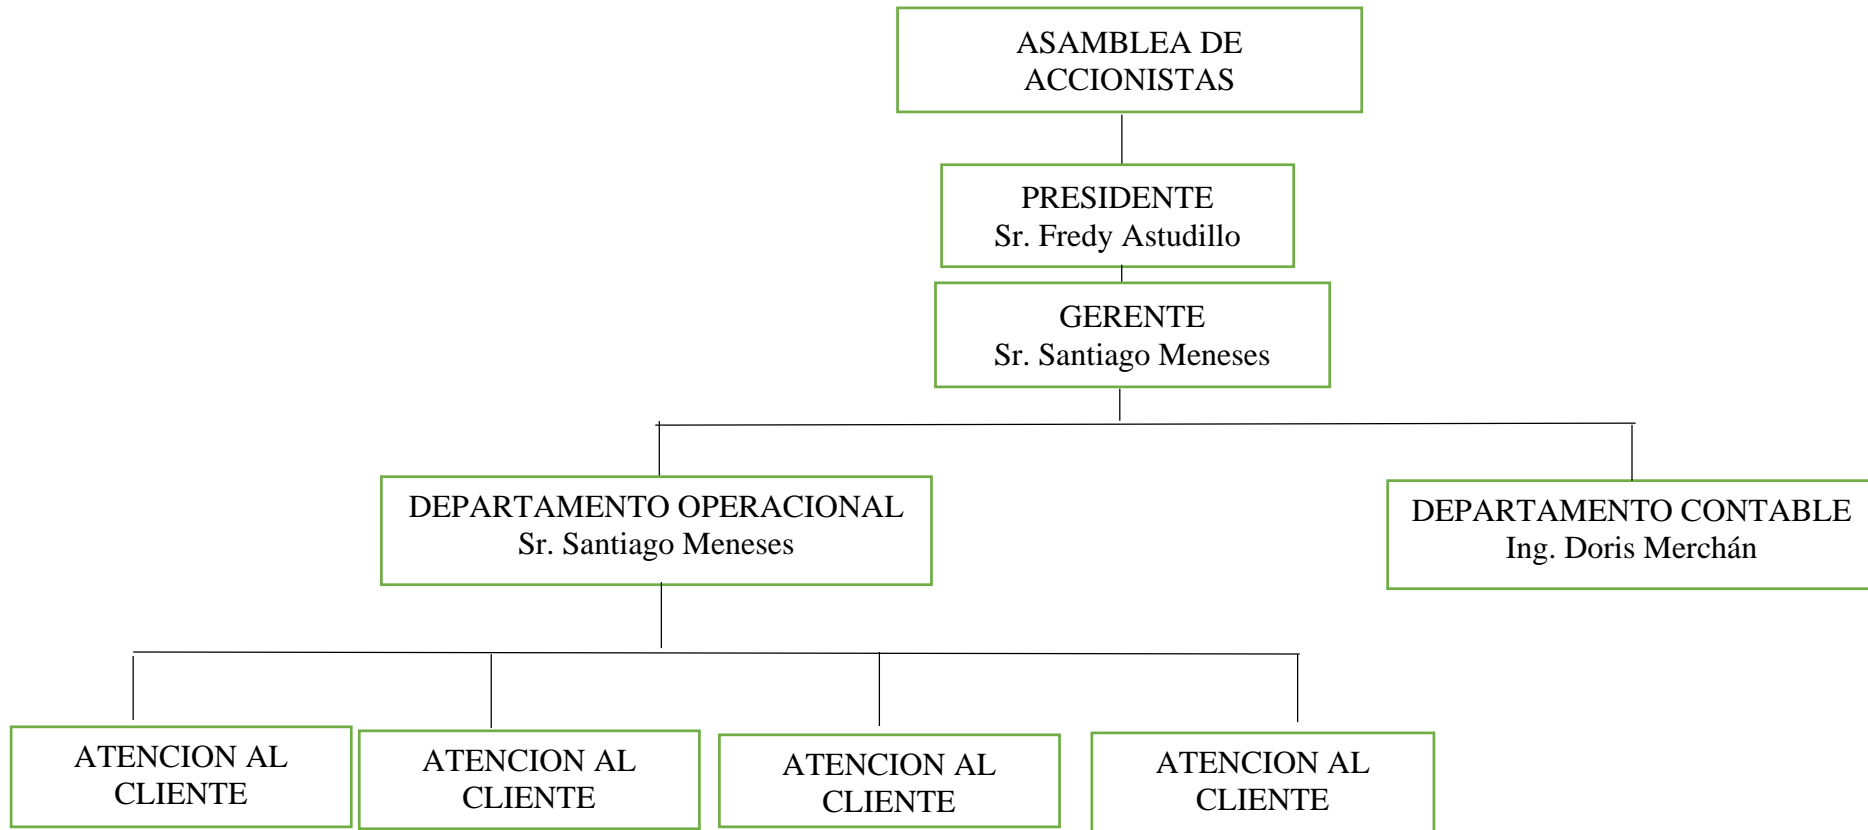 ASAMBLEA DE
ACCIONISTAS
PRESIDENTE
Sr. Fredy Astudillo
GERENTE
Sr. Santiago Meneses
DEPARTAMENTO OPERACIONAL
Sr. Santiago Meneses
DEPARTAMENTO CONTABLE
Ing. Doris Merchán
ATENCION AL
CLIENTE
ATENCION AL
CLIENTE
ATENCION AL
CLIENTE
ATENCION AL
CLIENTE